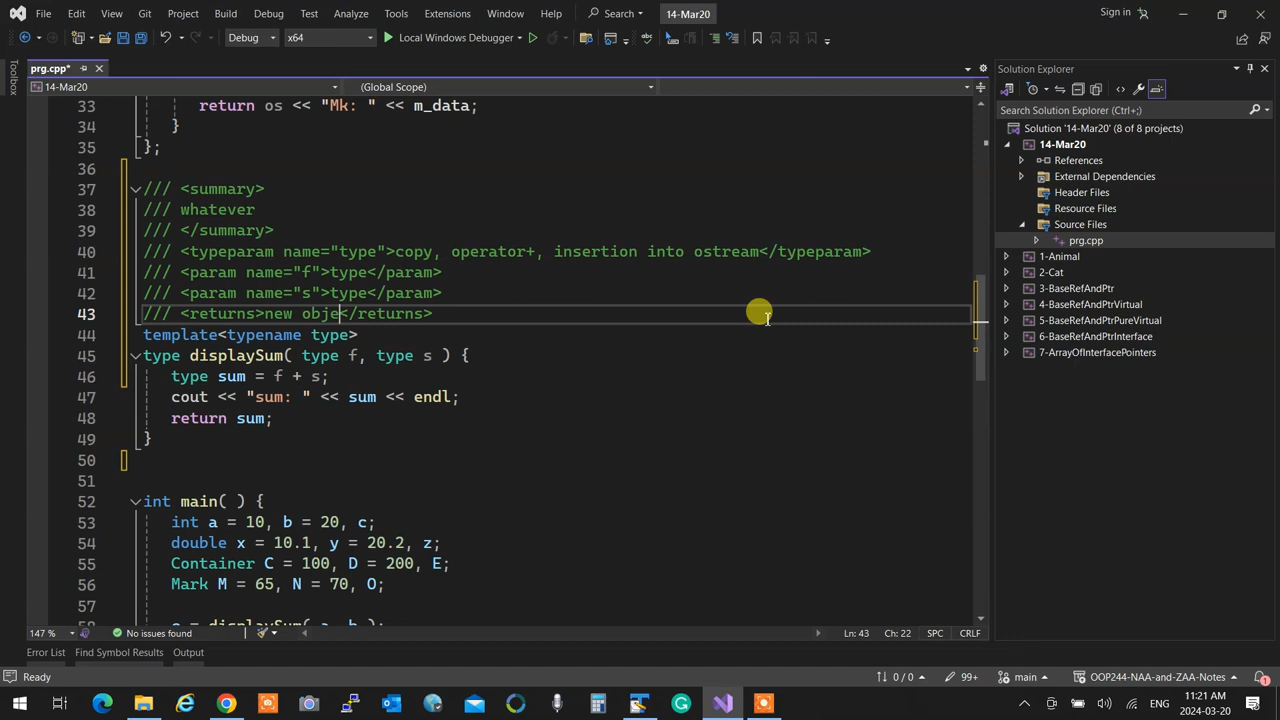 File Edit View Git Project Build Debug Test Analyze Tools Extensions Window Help Search 14-Mar20 Sign in
Debug x64 Local Windows Debugger
Toolbox
prg.cpp*
14-Mar20 (Global Scope)
33 return os << "Mk: " << m_data;
34 }
35 };
36
37 /// <summary>
38 /// whatever
39 /// </summary>
40 /// <typeparam name="type">copy, operator+, insertion into ostream</typeparam>
41 /// <param name="f">type</param>
42 /// <param name="s">type</param>
43 /// <returns>new obje</returns>
44 template<typename type>
45 type displaySum( type f, type s ) {
46 type sum = f + s;
47 cout << "sum: " << sum << endl;
48 return sum;
49 }
50
51
52 int main( ) {
53 int a = 10, b = 20, c;
54 double x = 10.1, y = 20.2, z;
55 Container C = 100, D = 200, E;
56 Mark M = 65, N = 70, O;
57
58 c = displaySum( a, b );
147 % No issues found Ln: 43 Ch: 22 SPC CRLF
Error List Find Symbol Results Output
Solution Explorer
Search Solution Explorer (Ctrl+;)
Solution '14-Mar20' (8 of 8 projects)
14-Mar20
References
External Dependencies
Header Files
Resource Files
Source Files
prg.cpp
1-Animal
2-Cat
3-BaseRefAndPtr
4-BaseRefAndPtrVirtual
5-BaseRefAndPtrPureVirtual
6-BaseRefAndPtrInterface
7-ArrayOfInterfacePointers
Ready 0 / 0 99+ main OOP244-NAA-and-ZAA-Notes 1
ENG 11:21 AM
2024-03-20